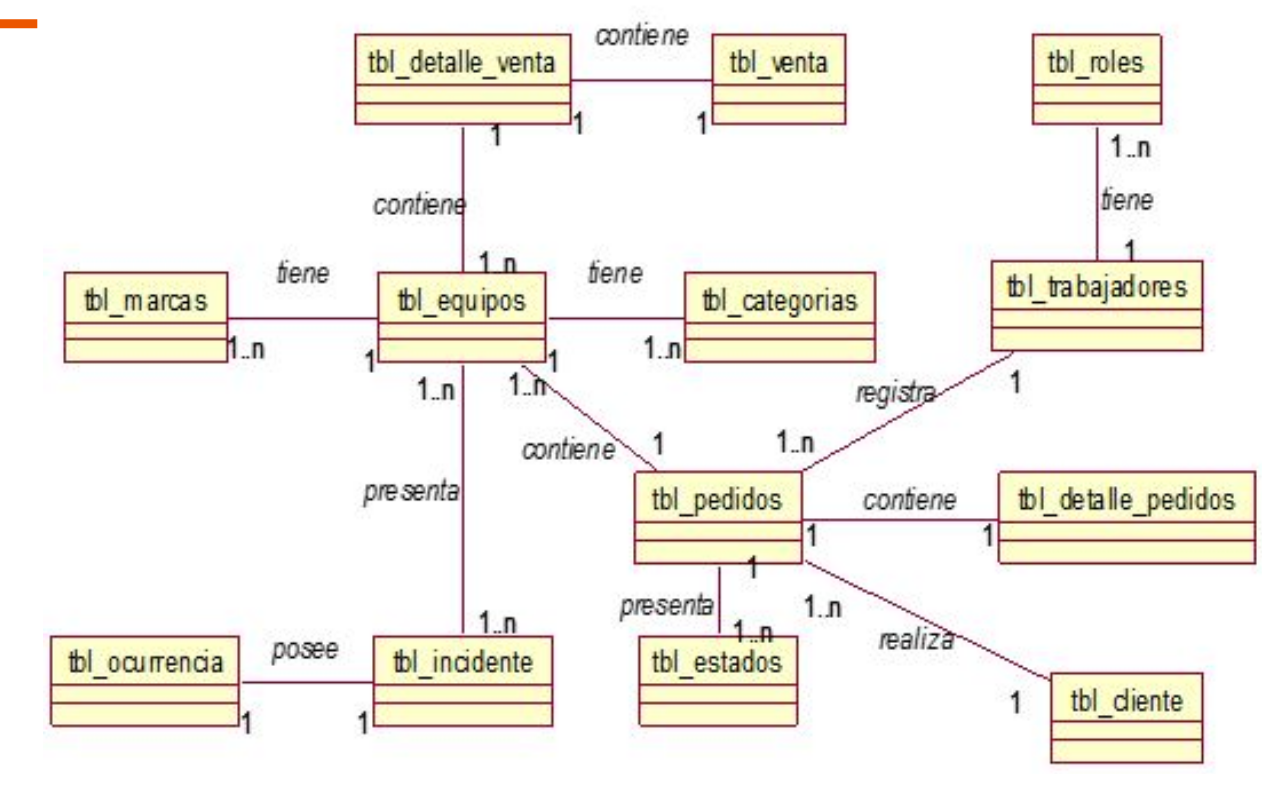 contiene
tbl_detalle_venta
tbl_venta
tbl_roles
1
1
1
1..n
contiene
tiene
1..n
1
tiene
tiene
tbl_marcas
tbl_equipos
tbl_categorias
tbl_trabajadores
1..n
1
1
1..n
1..n
1..n
registra
1
contiene
1
1..n
presenta
tbl_pedidos
contiene
tbl_detalle_pedidos
1
1
1
presenta
1..n
1..n
1..n
realiza
posee
tbl_ocurrencia
tbl_incidente
tbl_estados
1
1
1
tbl_cliente